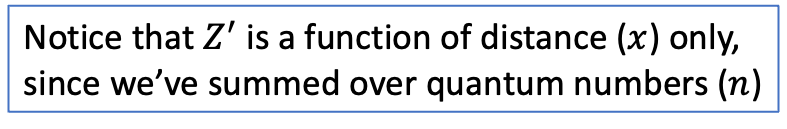 Notice that 𝑍′ is a function of distance (𝑥) only,
since we’ve summed over quantum numbers (𝑛)